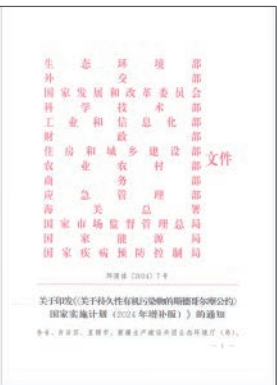 生态环境部
外交部
国家发展和改革委员会
科学技术部
工业和信息化部
财政部
住房和城乡建设部
农业农村部
商务部
应急管理部
海关总署
国家市场监督管理总局
国家能源局
国家疾病预防控制局
文件
环固体〔2024〕7号
关于印发《〈关于持久性有机污染物的斯德哥尔摩公约〉
国家实施计划(2024年增补版)》的通知
各省、自治区、直辖市、新疆生产建设兵团生态环境厅(局)、
— 1 —